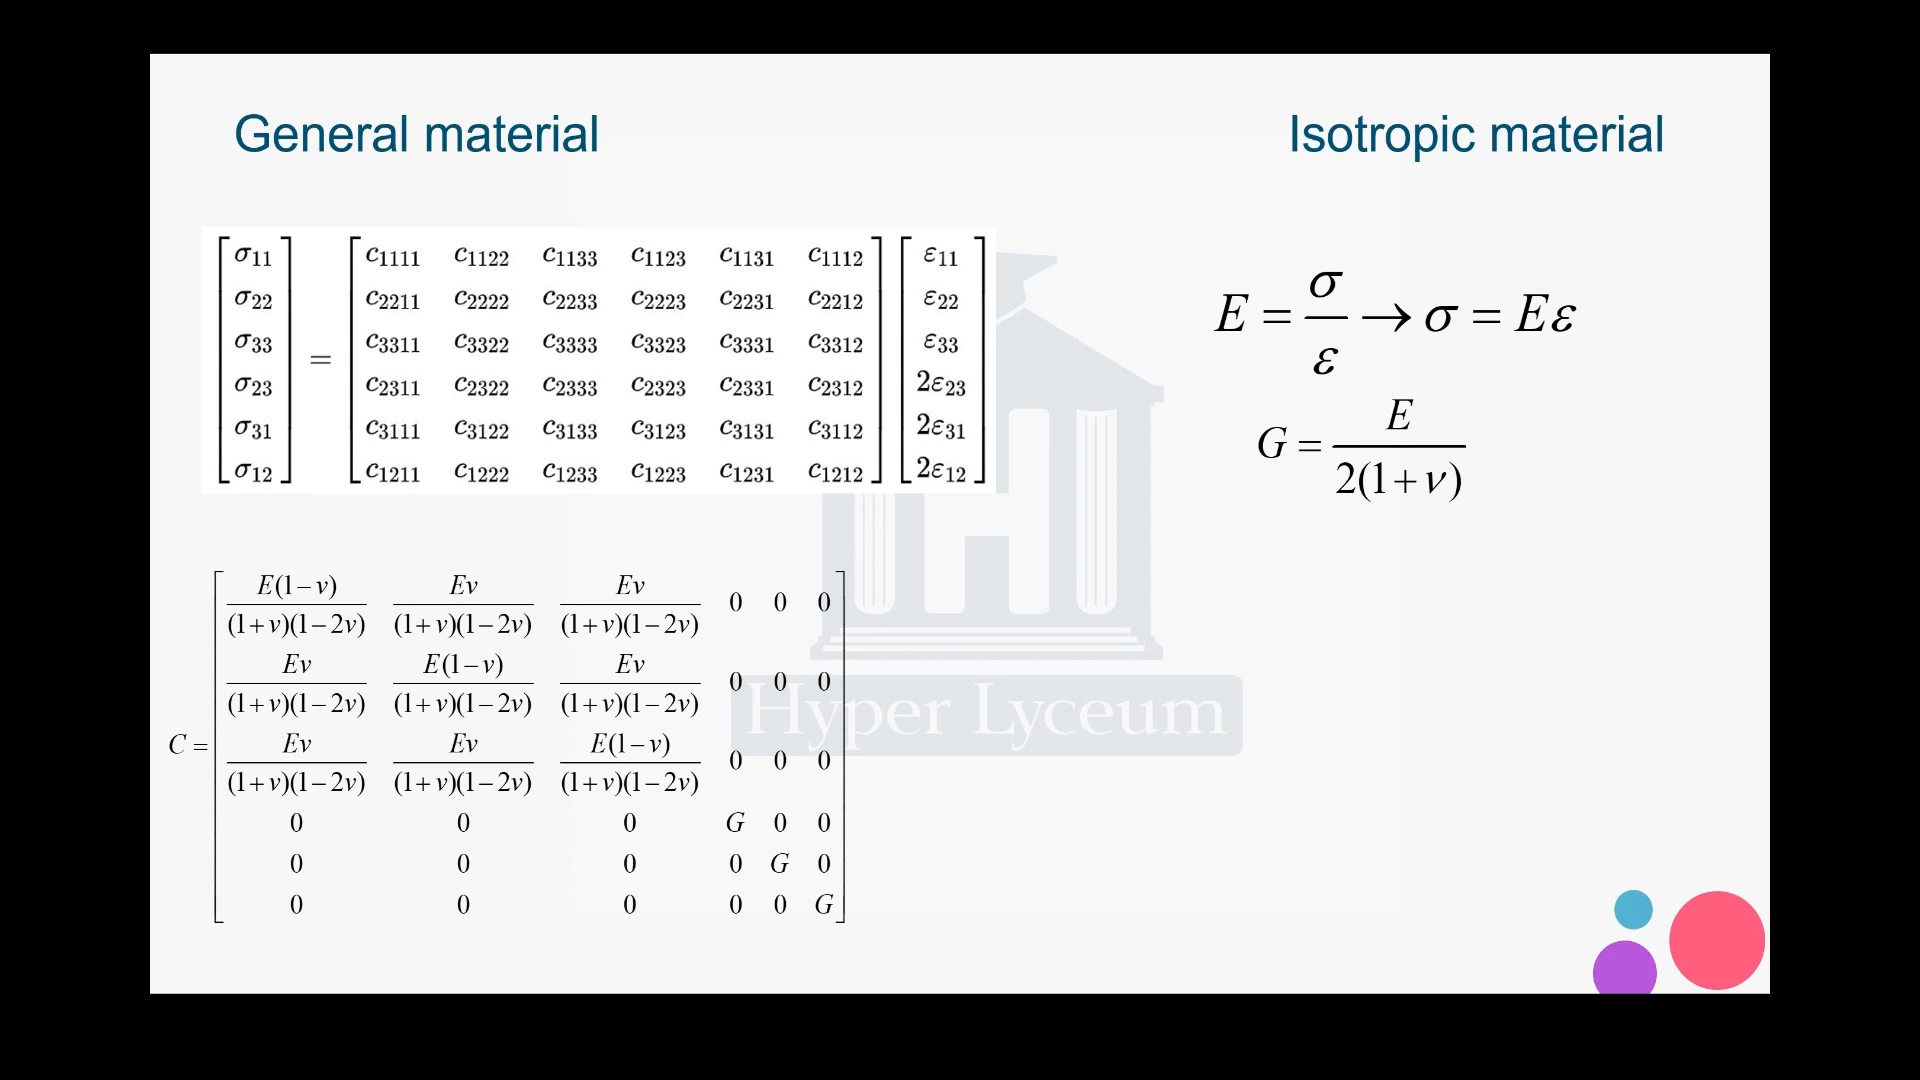 General material
Isotropic material
[σ11 σ22 σ33 σ23 σ31 σ12] =
c1111 c1122 c1133 c1123 c1131 c1112
c2211 c2222 c2233 c2223 c2231 c2212
c3311 c3322 c3333 c3323 c3331 c3312
c2311 c2322 c2333 c2323 c2331 c2312
c3111 c3122 c3133 c3123 c3131 c3112
c1211 c1222 c1233 c1223 c1231 c1212
[ε11 ε22 ε33 2ε23 2ε31 2ε12]
E = σ/ε → σ = Eε
G = E/2(1+ν)
C =
E(1−v)/(1+v)(1−2v) Ev/(1+v)(1−2v) Ev/(1+v)(1−2v) 0 0 0
Ev/(1+v)(1−2v) E(1−v)/(1+v)(1−2v) Ev/(1+v)(1−2v) 0 0 0
Ev/(1+v)(1−2v) Ev/(1+v)(1−2v) E(1−v)/(1+v)(1−2v) 0 0 0
0 0 0 G 0 0
0 0 0 0 G 0
0 0 0 0 0 G
Hyper Lyceum